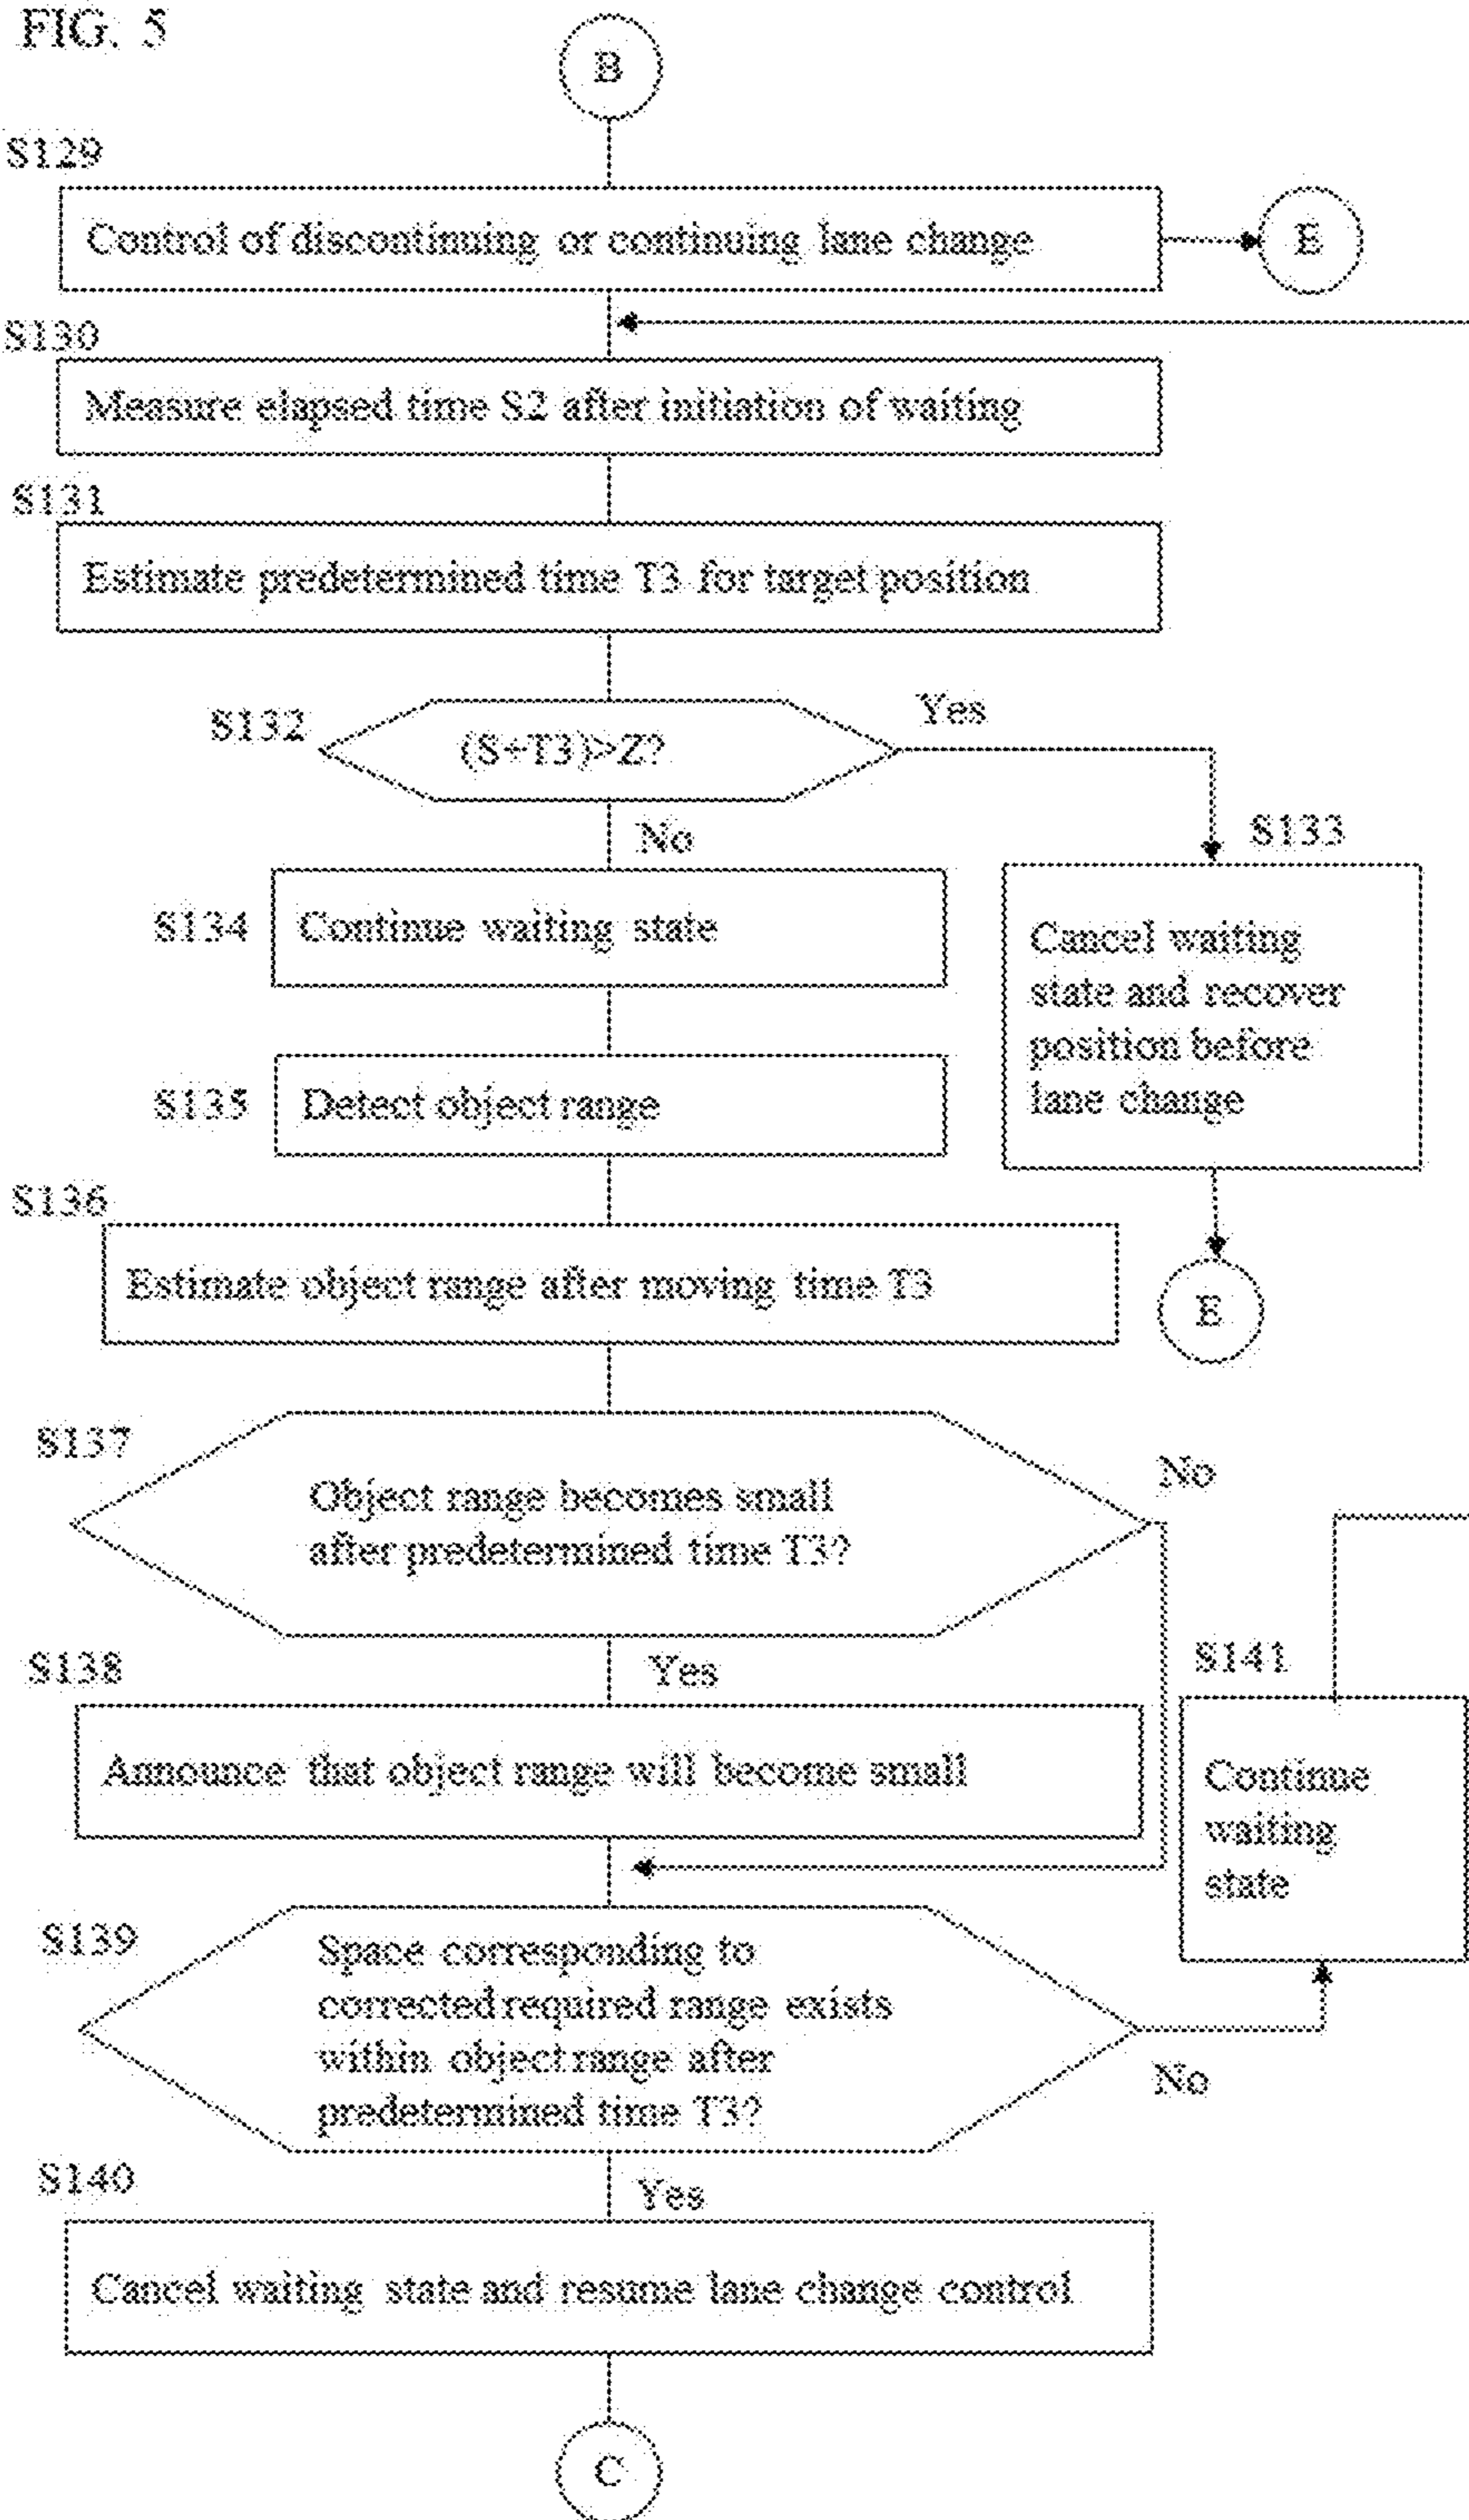 FIG. 5
B
S129
Control of discontinuing or continuing lane change
E
S130
Measure elapsed time S2 after initiation of waiting
S131
Estimate predetermined time T3 for target position
S132
(S+T3)>Z?
Yes
No
S133
Cancel waiting
state and recover
position before
lane change
E
S134
Continue waiting state
S135
Detect object range
S136
Estimate object range after moving time T3
S137
Object range becomes small
after predetermined time T3?
No
Yes
S138
Announce that object range will become small
S141
Continue
waiting
state
S139
Space corresponding to
corrected required range exists
within object range after
predetermined time T3?
No
Yes
S140
Cancel waiting state and resume lane change control
C